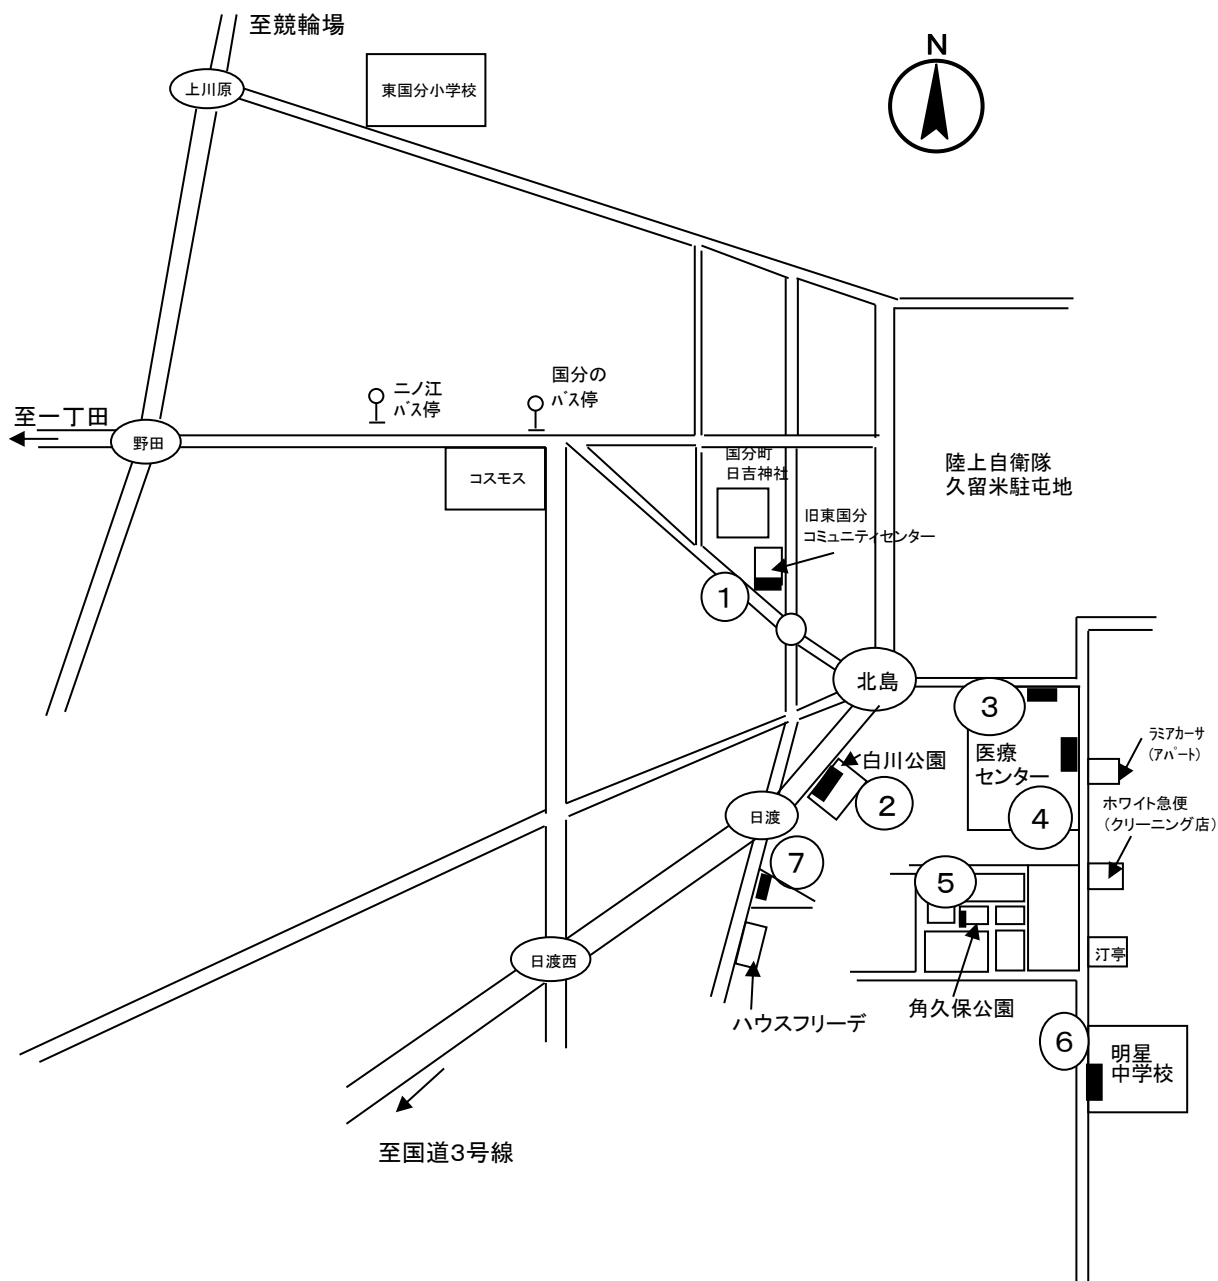 至競輪場
N
上川原
東国分小学校
二ノ江
バス停
国分の
バス停
至一丁田
野田
コスモス
国分町
日吉神社
陸上自衛隊
久留米駐屯地
旧東国分
コミュニティセンター
1
北島
3
医療
センター
ラミアカーサ
(アパート)
白川公園
2
日渡
4
ホワイト急便
(クリーニング店)
7
5
汀亭
日渡西
角久保公園
ハウスフリーデ
6
明星
中学校
至国道3号線